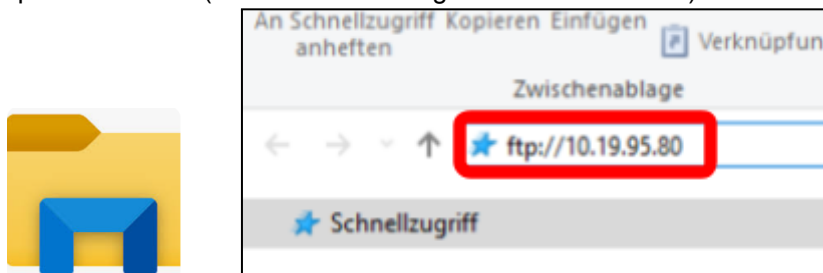 An Schnellzugriff Kopieren Einfügen
anheften
Verknüpfun
Zwischenablage
ftp://10.19.95.80
Schnellzugriff